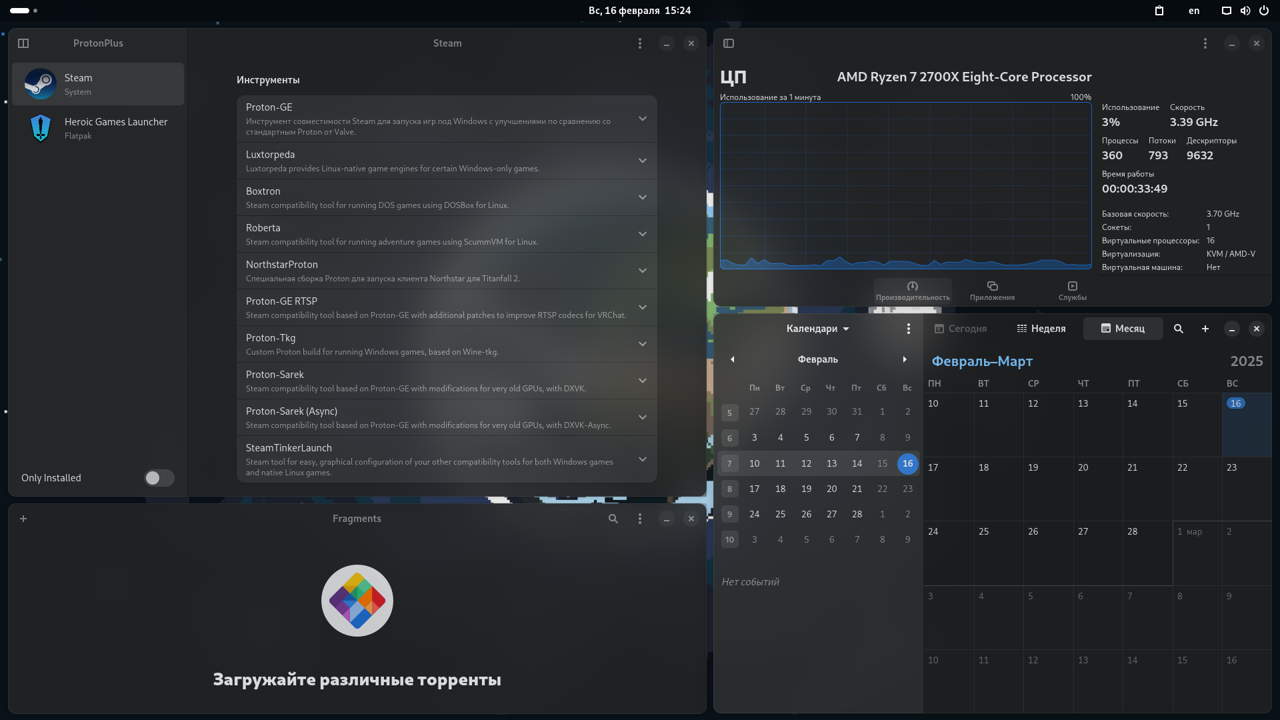 Вс, 16 февраля 15:24
en
ProtonPlus
Steam
Steam
System
Heroic Games Launcher
Flatpak
Only Installed
Инструменты
Proton-GE
Инструмент совместимости Steam для запуска игр под Windows с улучшениями по сравнению со
стандартным Proton от Valve.
Luxtorpeda
Luxtorpeda provides Linux-native game engines for certain Windows-only games.
Boxtron
Steam compatibility tool for running DOS games using DOSBox for Linux.
Roberta
Steam compatibility tool for running adventure games using ScummVM for Linux.
NorthstarProton
Специальная сборка Proton для запуска клиента Northstar для Titanfall 2.
Proton-GE RTSP
Steam compatibility tool based on Proton-GE with additional patches to improve RTSP codecs for VRChat.
Proton-Tkg
Custom Proton build for running Windows games, based on Wine-tkg.
Proton-Sarek
Steam compatibility tool based on Proton-GE with modifications for very old GPUs, with DXVK.
Proton-Sarek (Async)
Steam compatibility tool based on Proton-GE with modifications for very old GPUs, with DXVK-Async.
SteamTinkerLaunch
Steam tool for easy, graphical configuration of your other compatibility tools for both Windows games
and native Linux games.
Fragments
Загружайте различные торренты
ЦП AMD Ryzen 7 2700X Eight-Core Processor
Использование за 1 минута 100%
Использование Скорость
3% 3.39 GHz
Процессы Потоки Дескрипторы
360 793 9632
Время работы
00:00:33:49
Базовая скорость: 3.70 GHz
Сокеты: 1
Виртуальные процессоры: 16
Виртуализация: KVM / AMD-V
Виртуальная машина: Нет
Производительность Приложения Службы
Календари
Февраль
Пн Вт Ср Чт Пт Сб Вс
5 27 28 29 30 31 1 2
6 3 4 5 6 7 8 9
7 10 11 12 13 14 15 16
8 17 18 19 20 21 22 23
9 24 25 26 27 28 1 2
10 3 4 5 6 7 8 9
Нет событий
Сегодня Неделя Месяц
Февраль–Март 2025
ПН ВТ СР ЧТ ПТ СБ ВС
10 11 12 13 14 15 16
17 18 19 20 21 22 23
24 25 26 27 28 1 мар 2
3 4 5 6 7 8 9
10 11 12 13 14 15 16